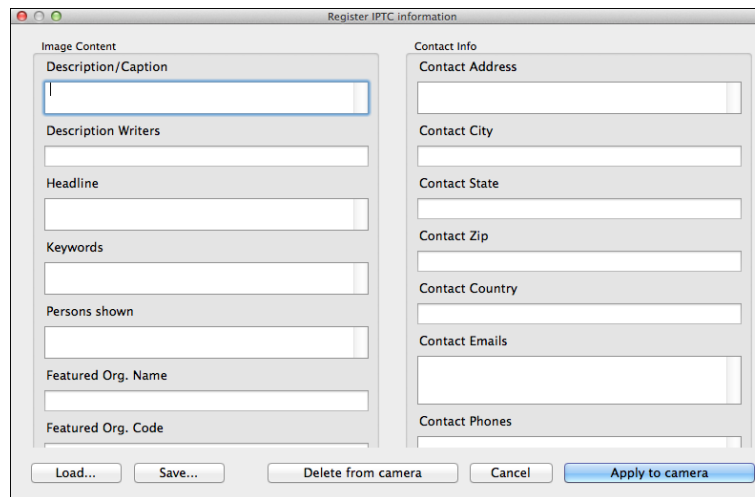 Register IPTC information
Image Content
Description/Caption
Description Writers
Headline
Keywords
Persons shown
Featured Org. Name
Featured Org. Code
Contact Info
Contact Address
Contact City
Contact State
Contact Zip
Contact Country
Contact Emails
Contact Phones
Load... Save... Delete from camera Cancel Apply to camera